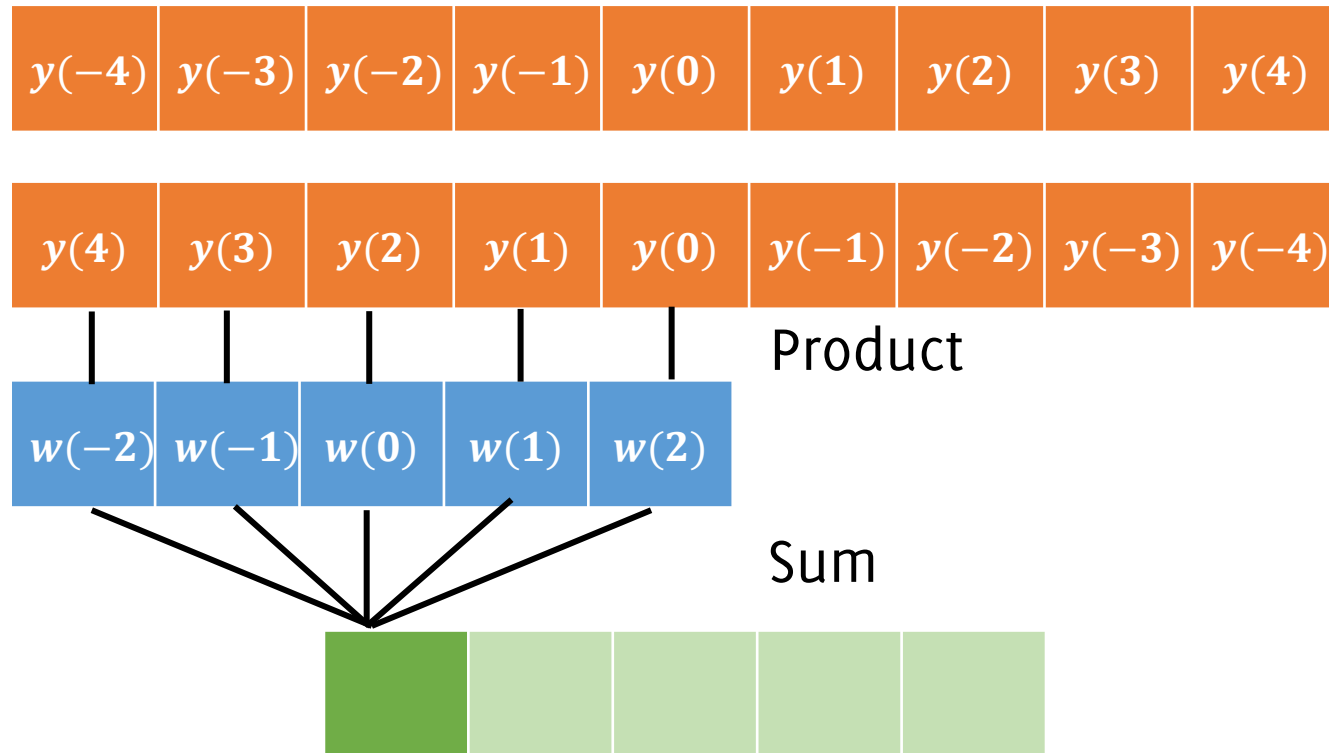 y(−4) y(−3) y(−2) y(−1) y(0) y(1) y(2) y(3) y(4)
y(4) y(3) y(2) y(1) y(0) y(−1) y(−2) y(−3) y(−4)
Product
w(−2) w(−1) w(0) w(1) w(2)
Sum